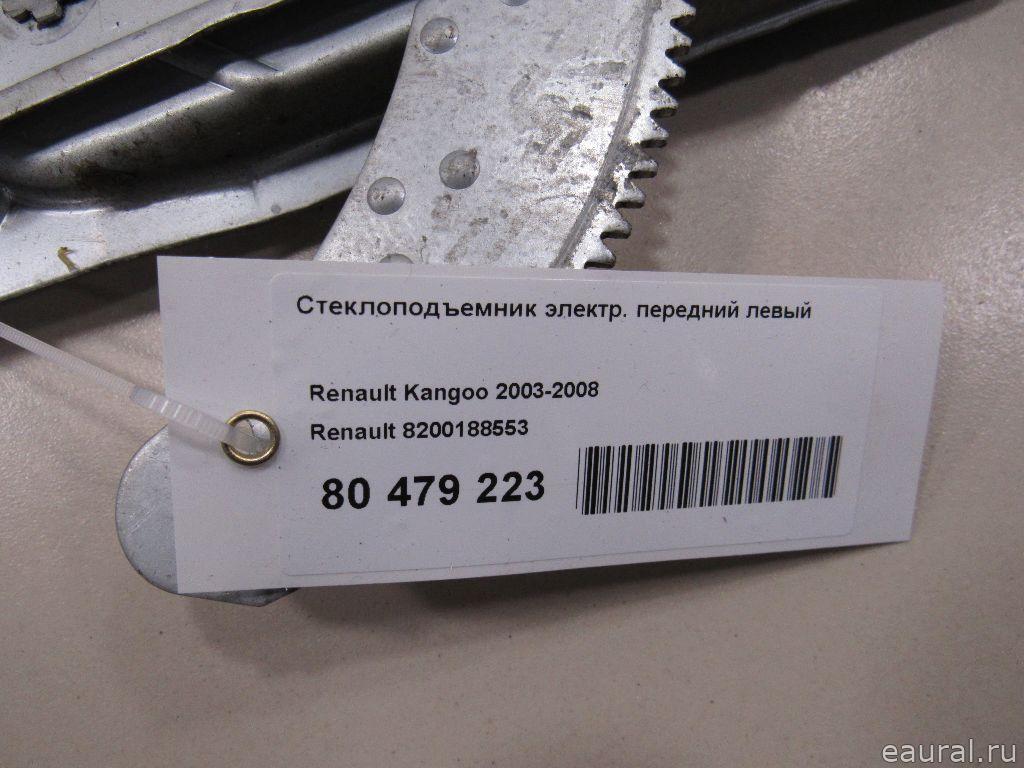 Стеклоподъемник электр. передний левый
Renault Kangoo 2003-2008
Renault 8200188553
80 479 223
eaural.ru